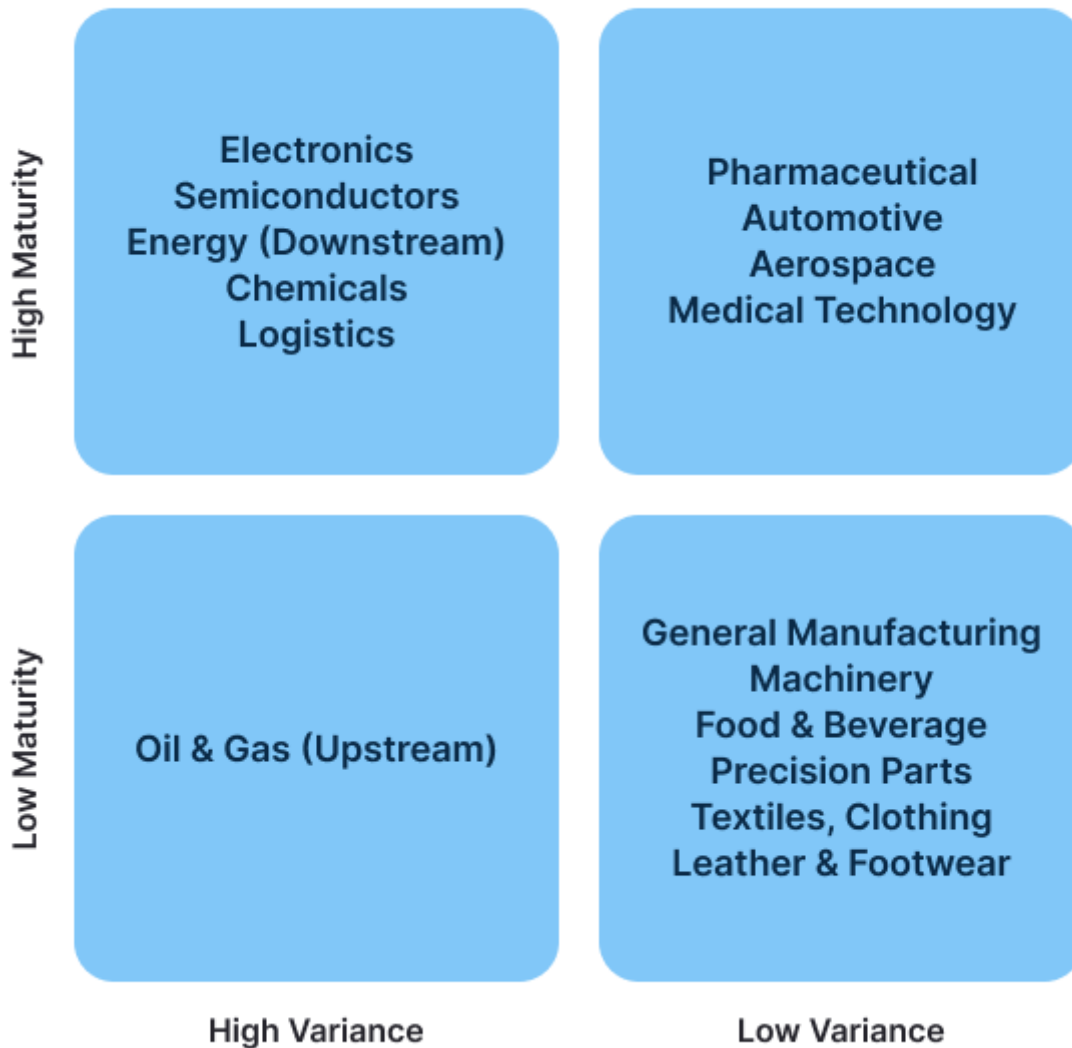 High Maturity
Electronics
Semiconductors
Energy (Downstream)
Chemicals
Logistics
Pharmaceutical
Automotive
Aerospace
Medical Technology
Low Maturity
Oil & Gas (Upstream)
General Manufacturing
Machinery
Food & Beverage
Precision Parts
Textiles, Clothing
Leather & Footwear
High Variance
Low Variance